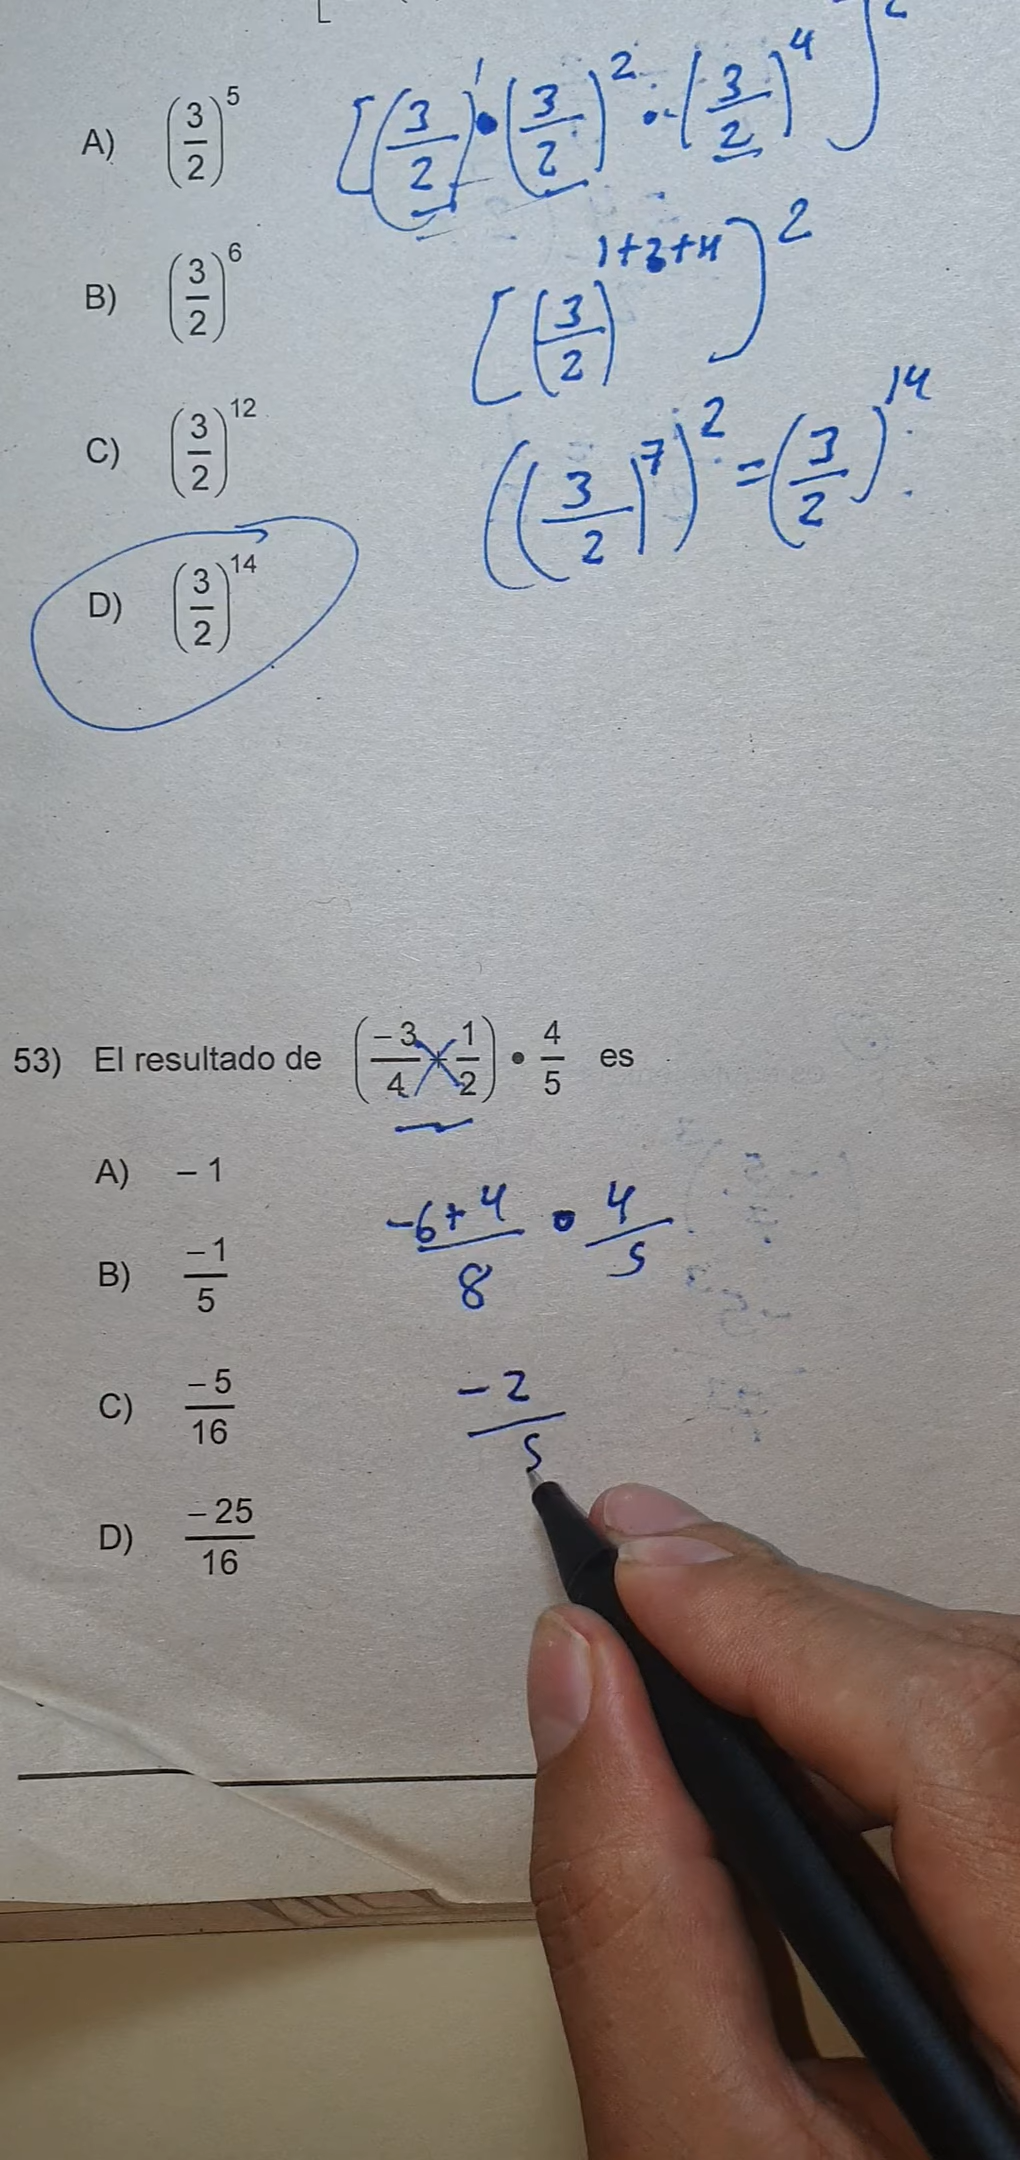 A) (3/2)^5 [(3/2)^1 • (3/2)^2 · (3/2)^4]^2
B) (3/2)^6 [(3/2)^1+2+4]^2
C) (3/2)^12 ((3/2)^7)^2 = (3/2)^14
D) (3/2)^14
53) El resultado de (-3/4 + 1/2) • 4/5 es
A) – 1
B) -1/5 -6+4/8 • 4/5
C) -5/16 -2/5
D) -25/16